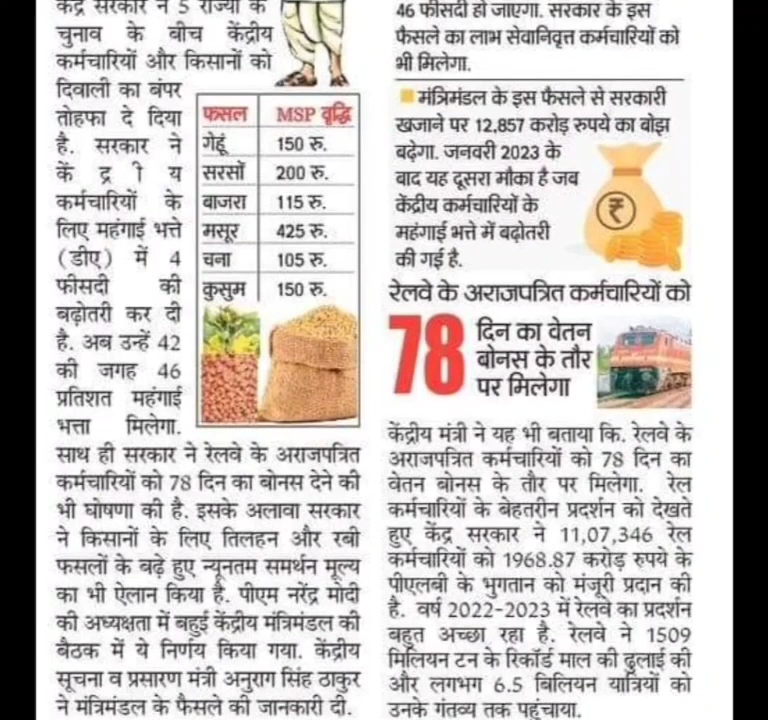 केंद्र सरकार ने 5 राज्यों के
चुनाव के बीच केंद्रीय
कर्मचारियों और किसानों को
दिवाली का बंपर
तोहफा दे दिया
है. सरकार ने
कें द्र ी य
कर्मचारियों के
लिए महंगाई भत्ते
(डीए) में 4
फीसदी की
बढ़ोतरी कर दी
है. अब उन्हें 42
की जगह 46
प्रतिशत महंगाई
भत्ता मिलेगा.
फसल MSP वृद्धि
गेहूं 150 रु.
सरसों 200 रु.
बाजरा 115 रु.
मसूर 425 रु.
चना 105 रु.
कुसुम 150 रु.
साथ ही सरकार ने रेलवे के अराजपत्रित
कर्मचारियों को 78 दिन का बोनस देने की
भी घोषणा की है. इसके अलावा सरकार
ने किसानों के लिए तिलहन और रबी
फसलों के बढ़े हुए न्यूनतम समर्थन मूल्य
का भी ऐलान किया है. पीएम नरेंद्र मोदी
की अध्यक्षता में बहुई केंद्रीय मंत्रिमंडल की
बैठक में ये निर्णय किया गया. केंद्रीय
सूचना व प्रसारण मंत्री अनुराग सिंह ठाकुर
ने मंत्रिमंडल के फैसले की जानकारी दी.
46 फीसदी हो जाएगा. सरकार के इस
फैसले का लाभ सेवानिवृत्त कर्मचारियों को
भी मिलेगा.
मंत्रिमंडल के इस फैसले से सरकारी
खजाने पर 12,857 करोड़ रुपये का बोझ
बढ़ेगा. जनवरी 2023 के
बाद यह दूसरा मौका है जब
केंद्रीय कर्मचारियों के
महंगाई भत्ते में बढ़ोतरी
की गई है.
₹
रेलवे के अराजपत्रित कर्मचारियों को
78 दिन का वेतन
बोनस के तौर
पर मिलेगा
केंद्रीय मंत्री ने यह भी बताया कि. रेलवे के
अराजपत्रित कर्मचारियों को 78 दिन का
वेतन बोनस के तौर पर मिलेगा. रेल
कर्मचारियों के बेहतरीन प्रदर्शन को देखते
हुए केंद्र सरकार ने 11,07,346 रेल
कर्मचारियों को 1968.87 करोड़ रुपये के
पीएलबी के भुगतान को मंजूरी प्रदान की
है. वर्ष 2022-2023 में रेलवे का प्रदर्शन
बहुत अच्छा रहा है. रेलवे ने 1509
मिलियन टन के रिकॉर्ड माल की ढुलाई की
और लगभग 6.5 बिलियन यात्रियों को
उनके गंतव्य तक पहुंचाया.